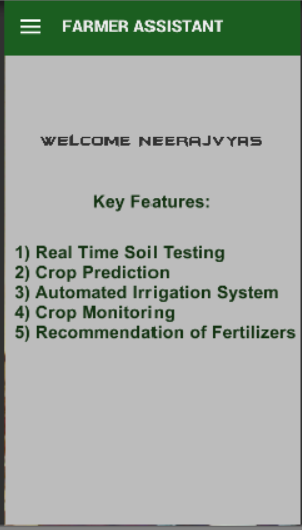 FARMER ASSISTANT
WELCOME NEERAJVYAS
Key Features:
1) Real Time Soil Testing
2) Crop Prediction
3) Automated Irrigation System
4) Crop Monitoring
5) Recommendation of Fertilizers